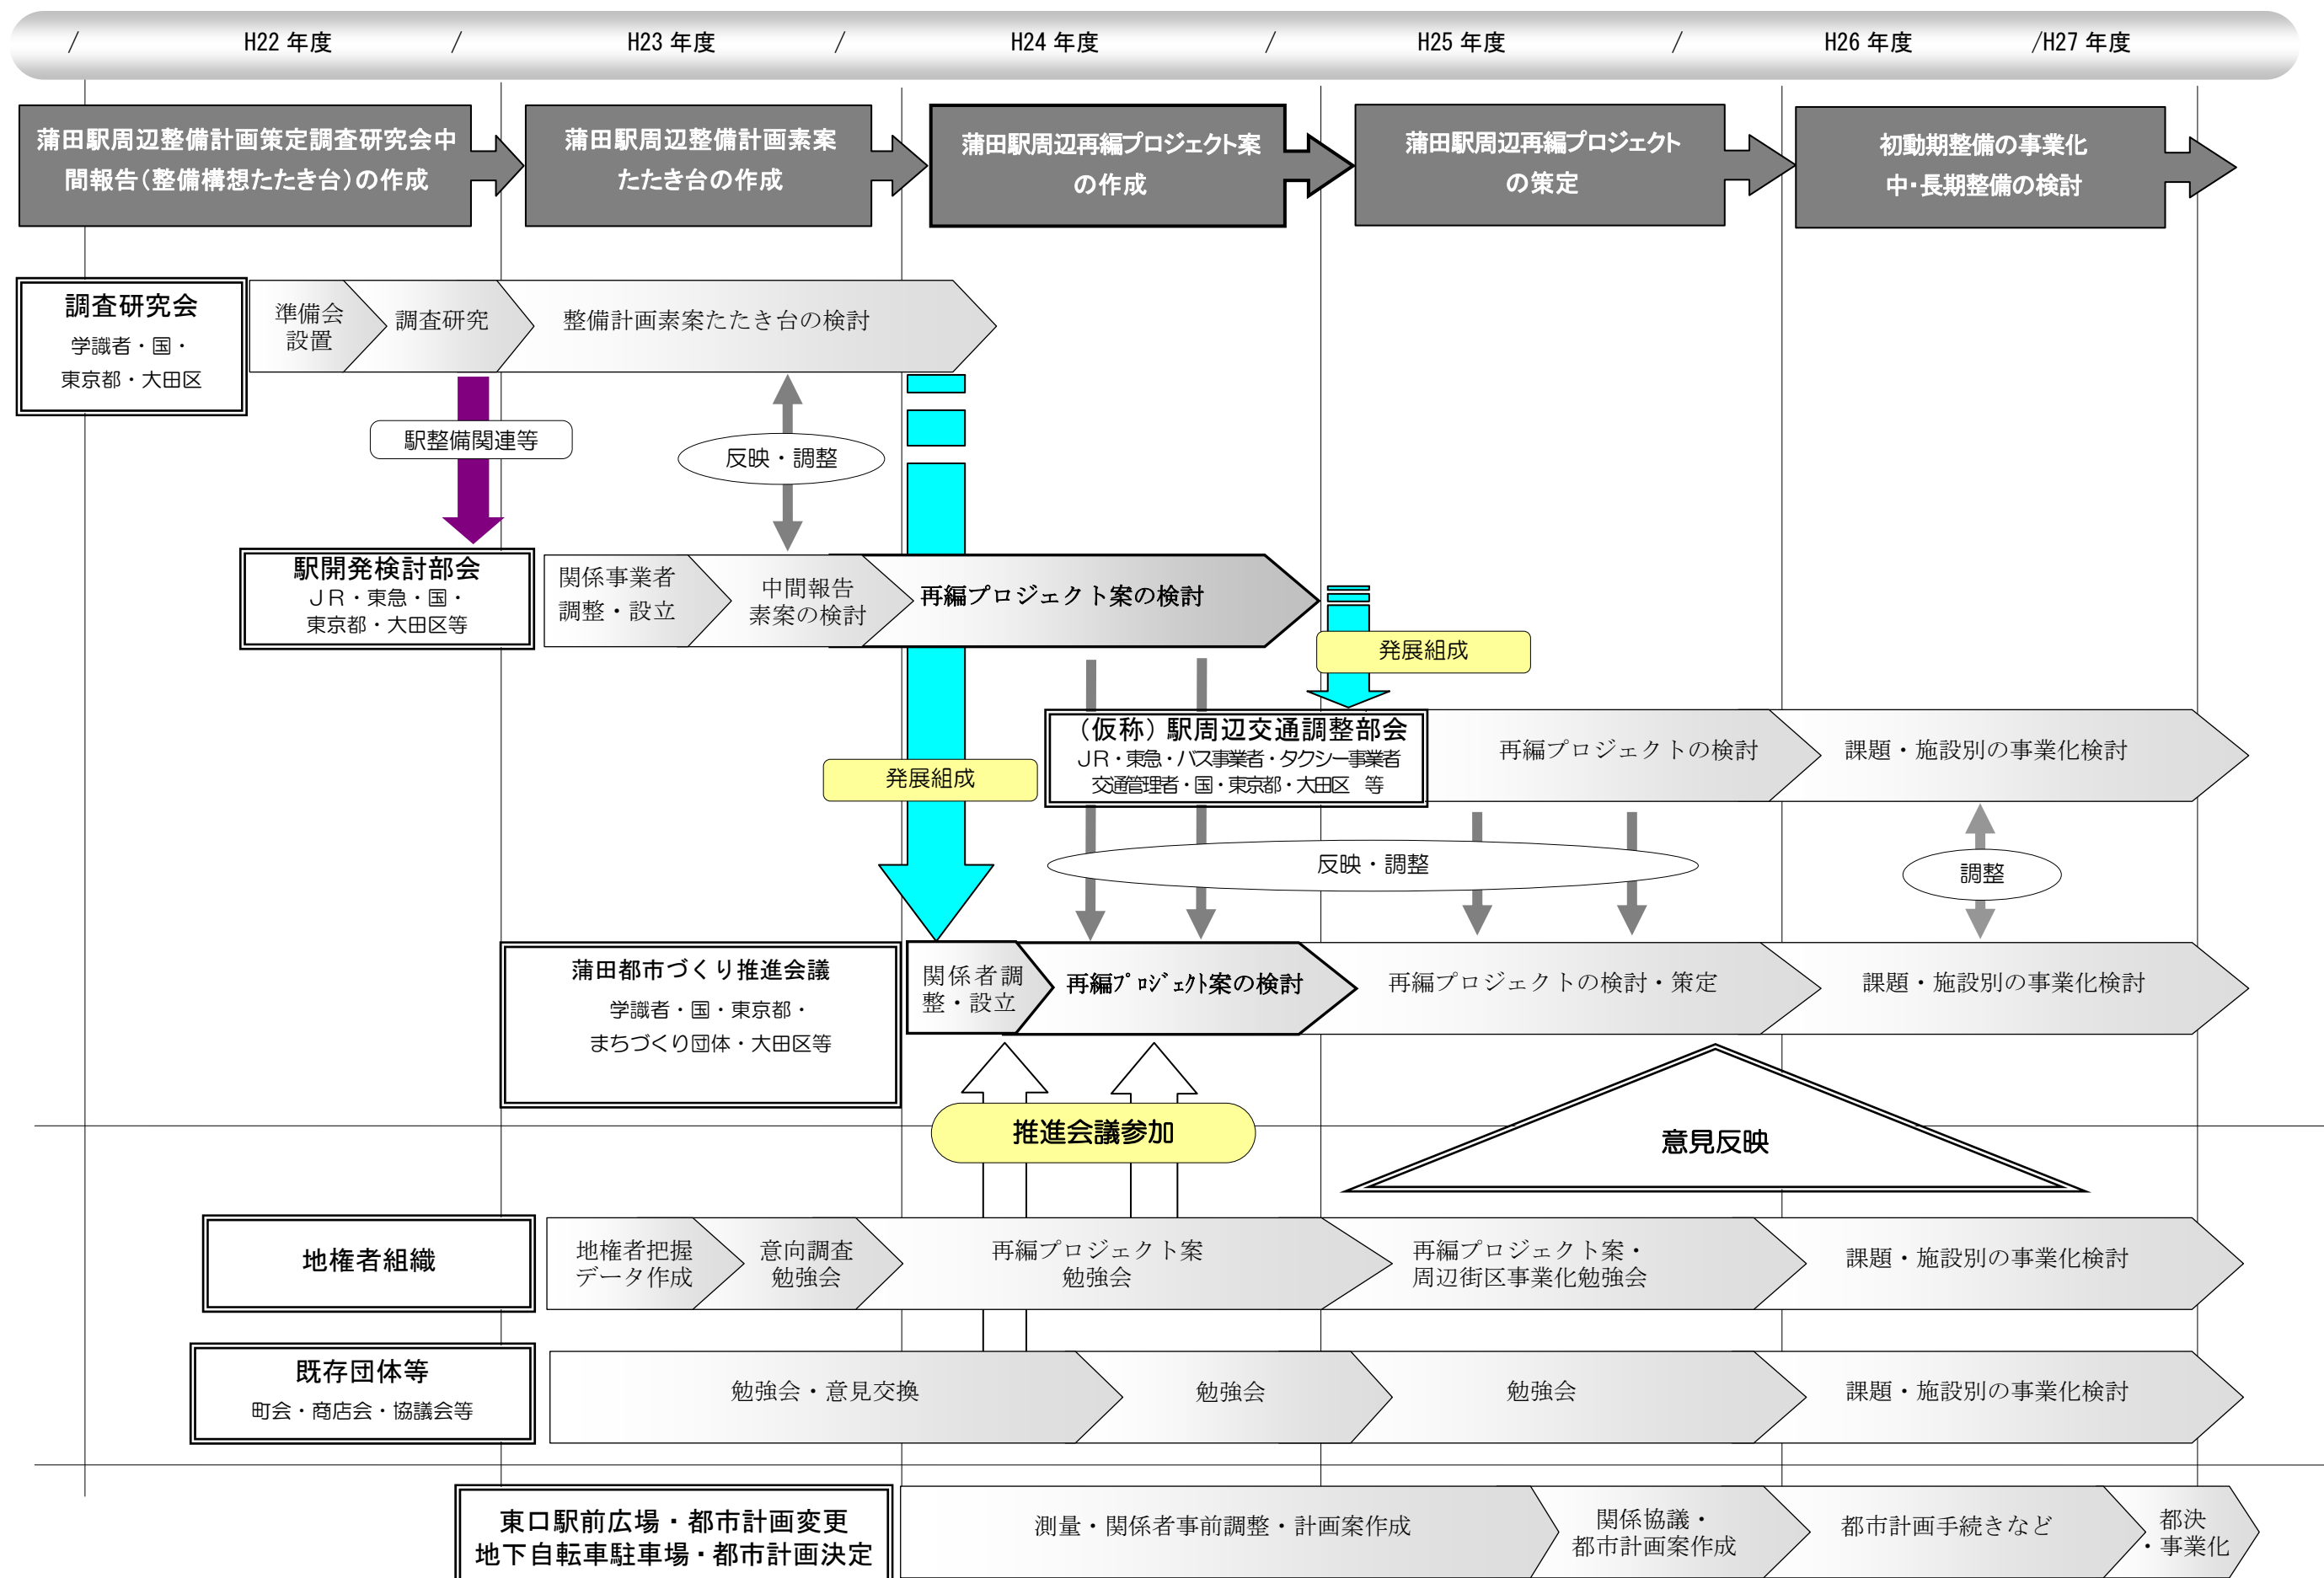 / H22 年度 / H23 年度 / H24 年度 / H25 年度 / H26 年度 /H27 年度
蒲田駅周辺整備計画策定調査研究会中
間報告(整備構想たたき台)の作成
蒲田駅周辺整備計画素案
たたき台の作成
蒲田駅周辺再編プロジェクト案
の作成
蒲田駅周辺再編プロジェクト
の策定
初動期整備の事業化
中・長期整備の検討
調査研究会
学識者・国・
東京都・大田区
準備会
設置
調査研究
整備計画素案たたき台の検討
駅整備関連等
反映・調整
駅開発検討部会
JR・東急・国・
東京都・大田区等
関係事業者
調整・設立
中間報告
素案の検討
再編プロジェクト案の検討
発展組成
(仮称)駅周辺交通調整部会
JR・東急・バス事業者・タクシー事業者
交通管理者・国・東京都・大田区 等
再編プロジェクトの検討
課題・施設別の事業化検討
発展組成
反映・調整
調整
蒲田都市づくり推進会議
学識者・国・東京都・
まちづくり団体・大田区等
関係者調
整・設立
再編プロジェクト案の検討
再編プロジェクトの検討・策定
課題・施設別の事業化検討
推進会議参加
意見反映
地権者組織
地権者把握
データ作成
意向調査
勉強会
再編プロジェクト案
勉強会
再編プロジェクト案・
周辺街区事業化勉強会
課題・施設別の事業化検討
既存団体等
町会・商店会・協議会等
勉強会・意見交換
勉強会
勉強会
課題・施設別の事業化検討
東口駅前広場・都市計画変更
地下自転車駐車場・都市計画決定
測量・関係者事前調整・計画案作成
関係協議・
都市計画案作成
都市計画手続きなど
都決
・事業化